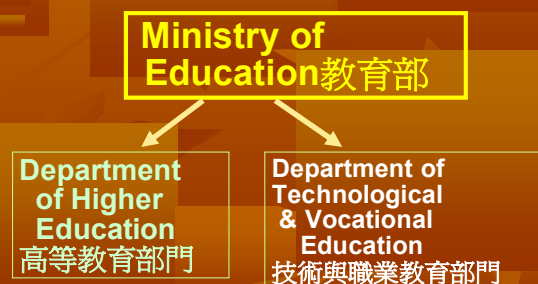 Ministry of
Education教育部
Department
of Higher
Education
高等教育部門
Department of
Technological
& Vocational
Education
技術與職業教育部門